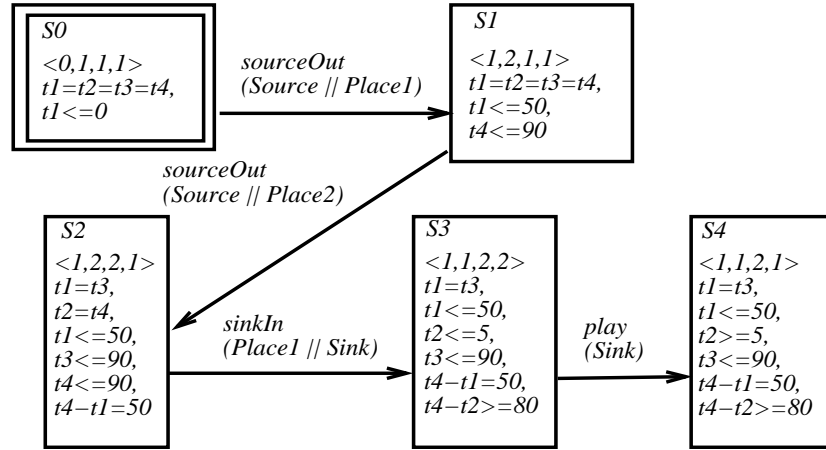 S0
<0,1,1,1>
t1=t2=t3=t4,
t1<=0
sourceOut
(Source || Place1)
S1
<1,2,1,1>
t1=t2=t3=t4,
t1<=50,
t4<=90
sourceOut
(Source || Place2)
S2
<1,2,2,1>
t1=t3,
t2=t4,
t1<=50,
t3<=90,
t4<=90,
t4−t1=50
sinkIn
(Place1 || Sink)
S3
<1,1,2,2>
t1=t3,
t1<=50,
t2<=5,
t3<=90,
t4−t1=50,
t4−t2>=80
play
(Sink)
S4
<1,1,2,1>
t1=t3,
t1<=50,
t2>=5,
t3<=90,
t4−t1=50,
t4−t2>=80